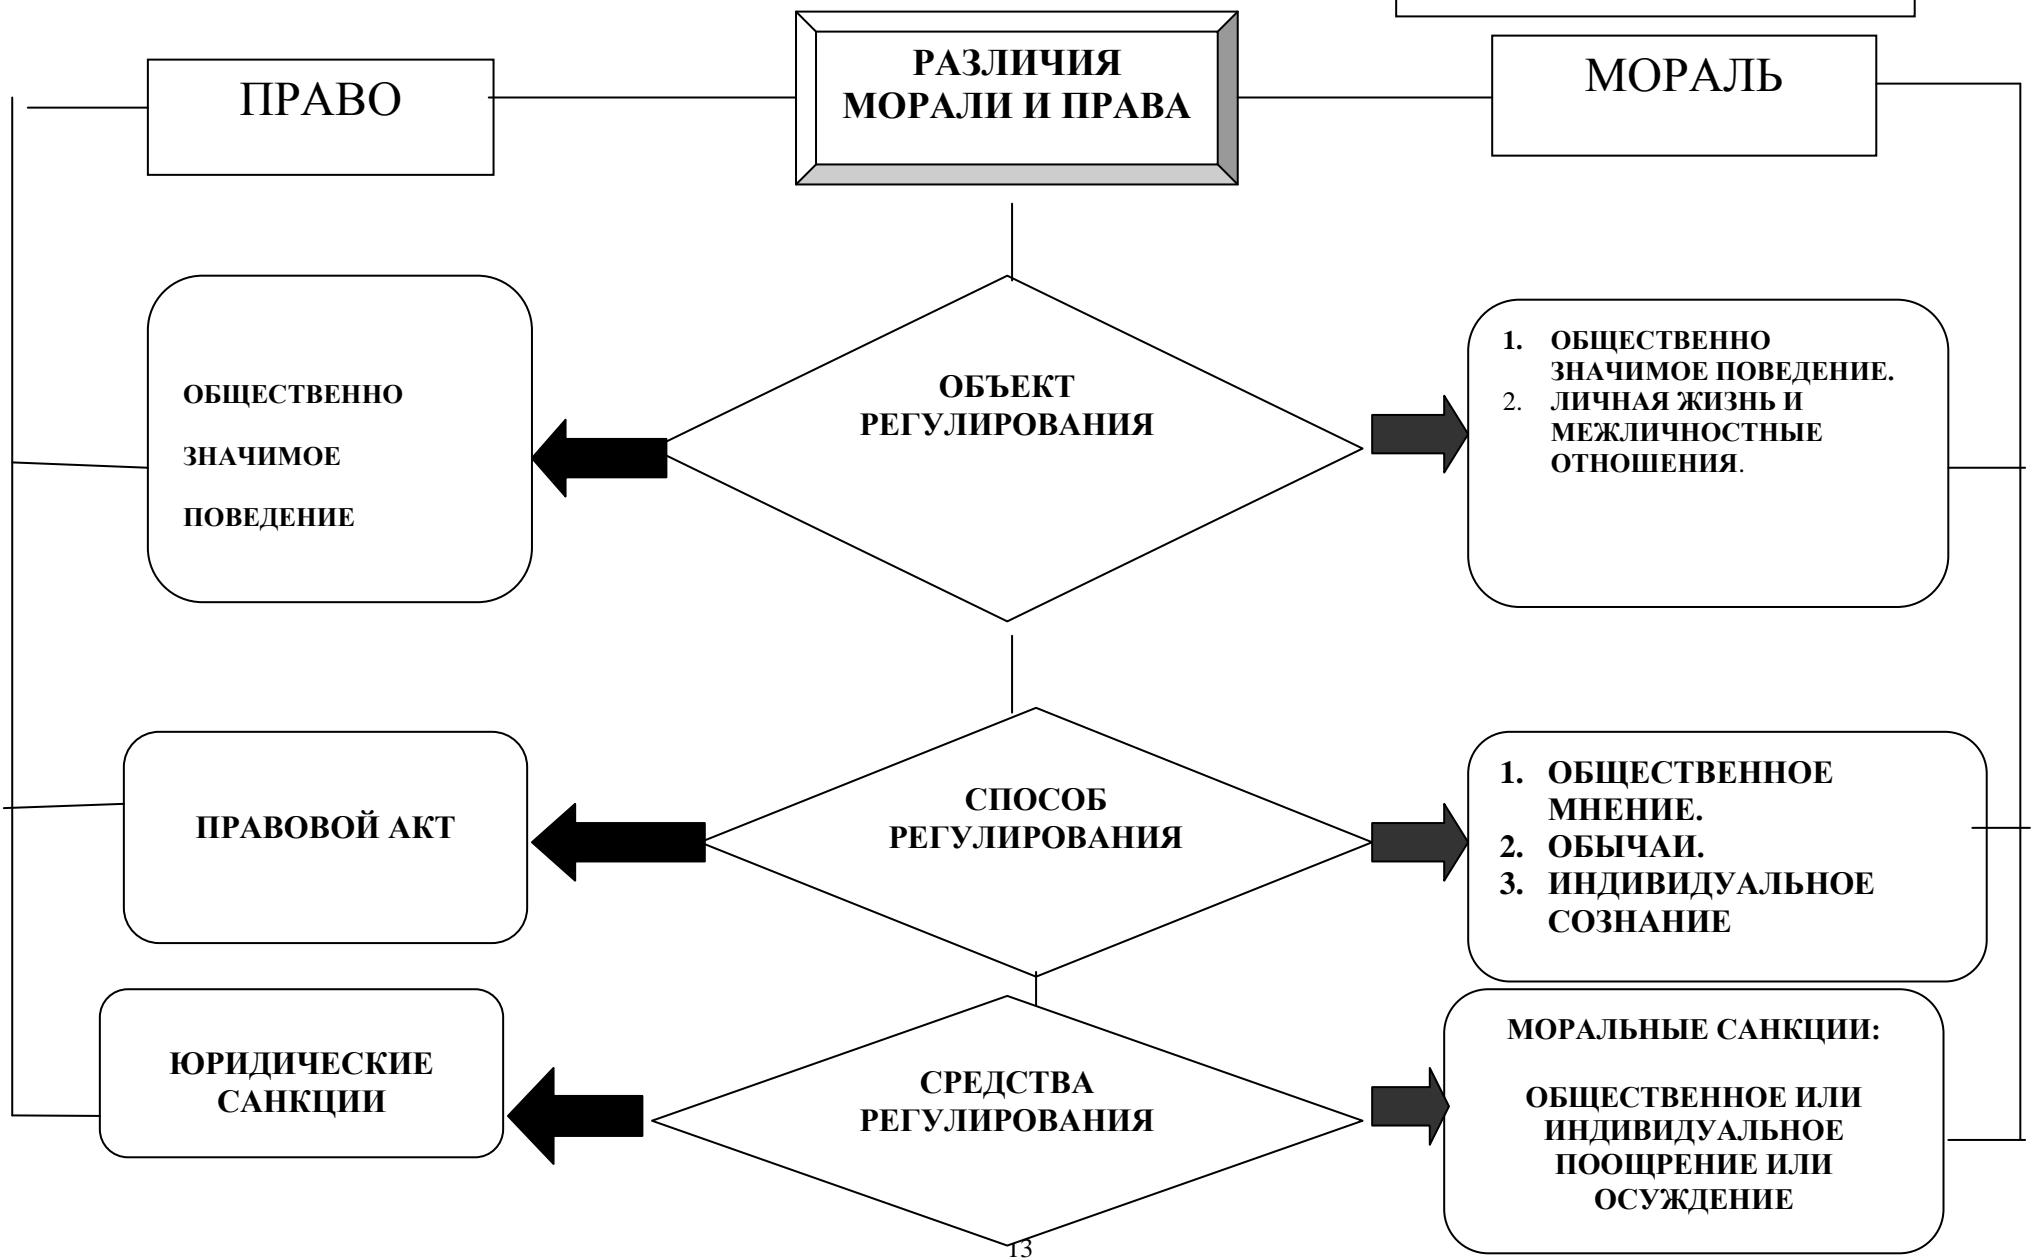 ПРАВО
РАЗЛИЧИЯ
МОРАЛИ И ПРАВА
МОРАЛЬ
ОБЩЕСТВЕННО
ЗНАЧИМОЕ
ПОВЕДЕНИЕ
ОБЪЕКТ
РЕГУЛИРОВАНИЯ
1. ОБЩЕСТВЕННО
ЗНАЧИМОЕ ПОВЕДЕНИЕ.
2. ЛИЧНАЯ ЖИЗНЬ И
МЕЖЛИЧНОСТНЫЕ
ОТНОШЕНИЯ.
ПРАВОВОЙ АКТ
СПОСОБ
РЕГУЛИРОВАНИЯ
1. ОБЩЕСТВЕННОЕ
МНЕНИЕ.
2. ОБЫЧАИ.
3. ИНДИВИДУАЛЬНОЕ
СОЗНАНИЕ
ЮРИДИЧЕСКИЕ
САНКЦИИ
СРЕДСТВА
РЕГУЛИРОВАНИЯ
МОРАЛЬНЫЕ САНКЦИИ:
ОБЩЕСТВЕННОЕ ИЛИ
ИНДИВИДУАЛЬНОЕ
ПООЩРЕНИЕ ИЛИ
ОСУЖДЕНИЕ
13